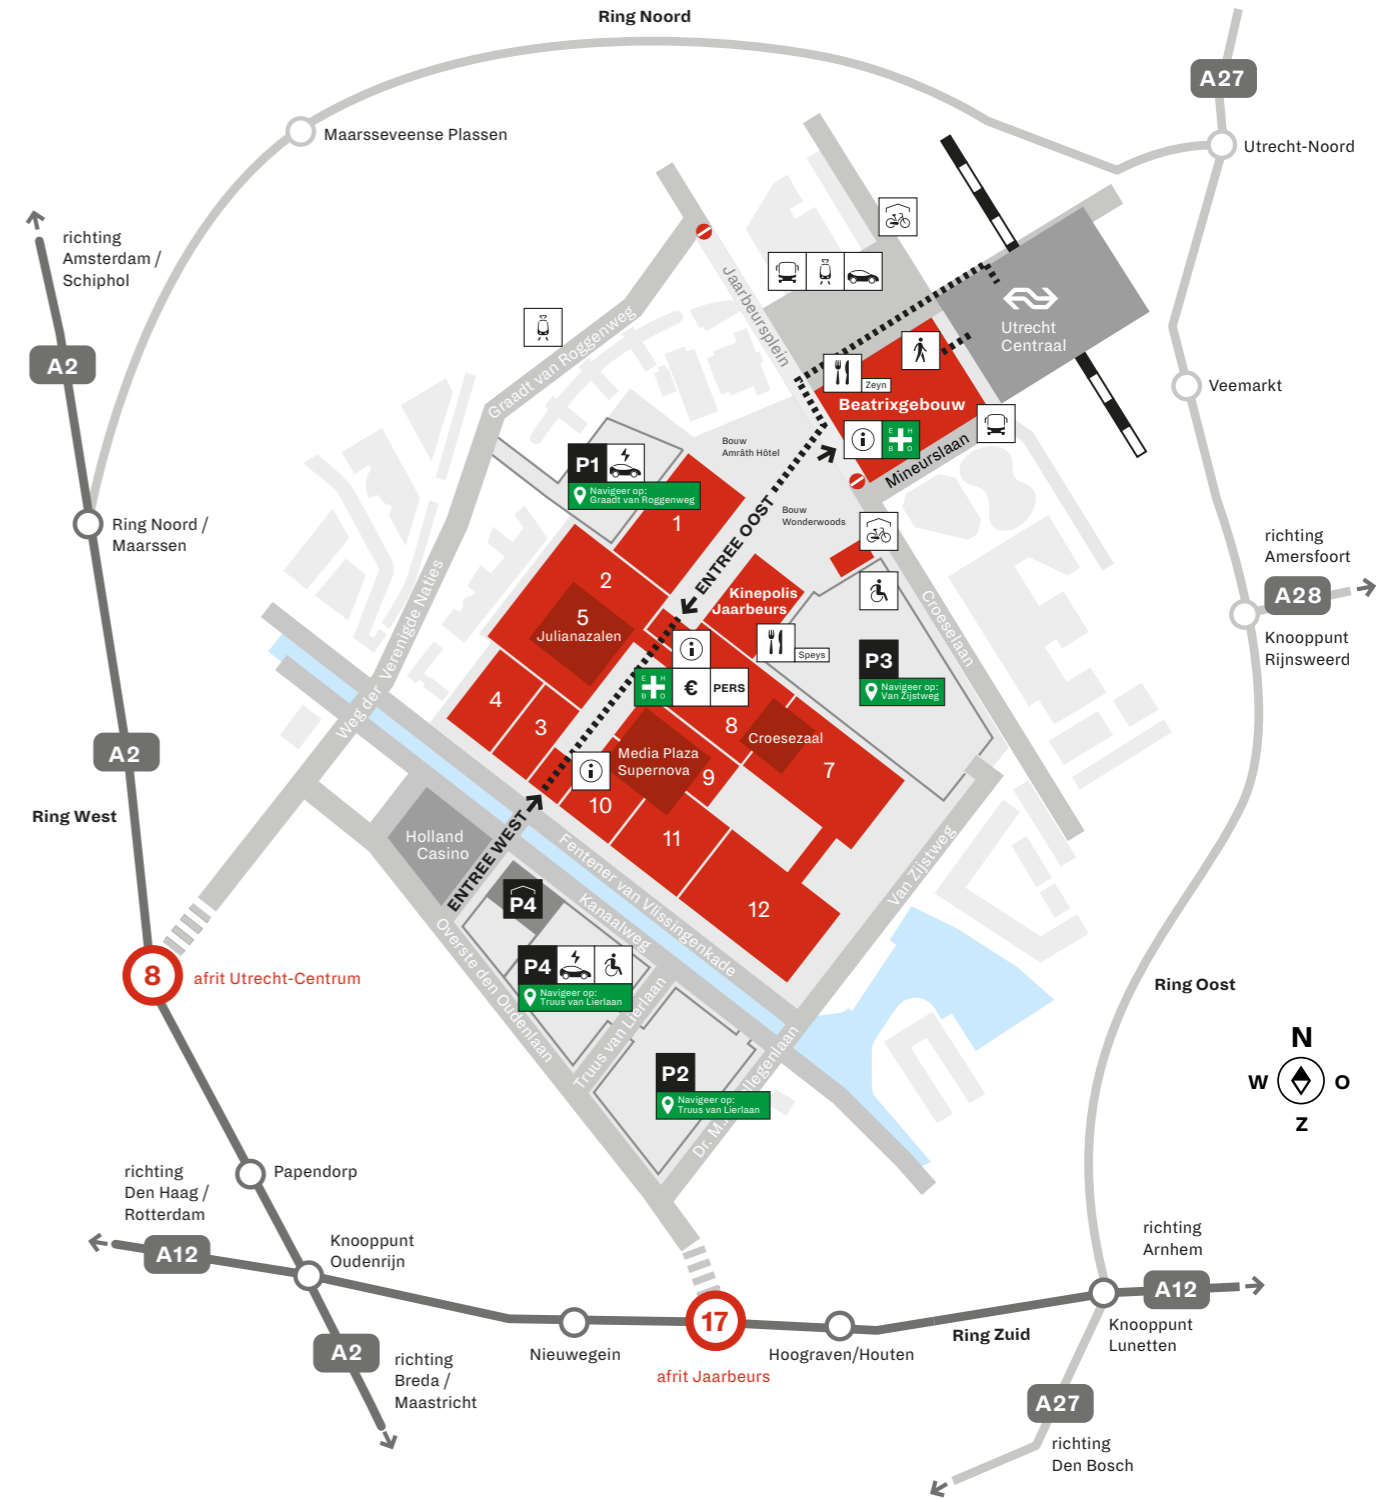 Ring Noord
A27
Maarsseveense Plassen
Utrecht-Noord
richting
Amsterdam /
Schiphol
A2
Jaarbeursplein
Utrecht
Centraal
Graadt van Roggenweg
Zeyn
Beatrixgebouw
Veemarkt
i
E H
B O
Mineurslaan
Bouw
Amrâth Hôtel
P1
Navigeer op:
Graadt van Roggenweg
1
ENTREE OOST
Bouw
Wonderwoods
Ring Noord /
Maarssen
richting
Amersfoort
A28
Knooppunt
Rijnsweerd
2
5
Julianazalen
Kinepolis
Jaarbeurs
Croeselaan
Weg der Verenigde Naties
Speys
P3
Navigeer op:
Van Zijstweg
i
E H
B O
€
PERS
4
3
8
Croesezaal
7
A2
Media Plaza
Supernova
9
i
10
11
12
Ring West
Holland
Casino
ENTREE WEST
Fentener van Vlissingenkade
Kanaalweg
Van Zijstweg
P4
P4
Navigeer op:
Truus van Lierlaan
Overste den Oudenlaan
Truus van Lierlaan
8
afrit Utrecht-Centrum
Ring Oost
P2
Navigeer op:
Truus van Lierlaan
Dr. M.
llegenlaan
N
W
O
Z
Papendorp
richting
Den Haag /
Rotterdam
A12
Knooppunt
Oudenrijn
richting
Arnhem
A12
17
Nieuwegein
afrit Jaarbeurs
Hoograven/Houten
Ring Zuid
Knooppunt
Lunetten
A2
richting
Breda /
Maastricht
A27
richting
Den Bosch